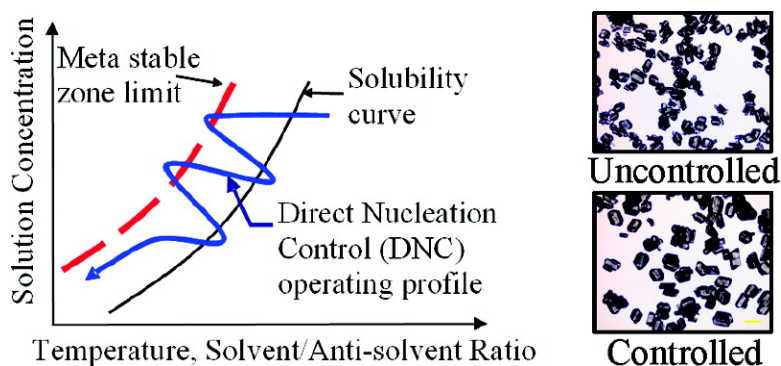 Solution Concentration
Meta stable
zone limit
Solubility
curve
Direct Nucleation
Control (DNC)
operating profile
Temperature, Solvent/Anti-solvent Ratio
Uncontrolled
Controlled